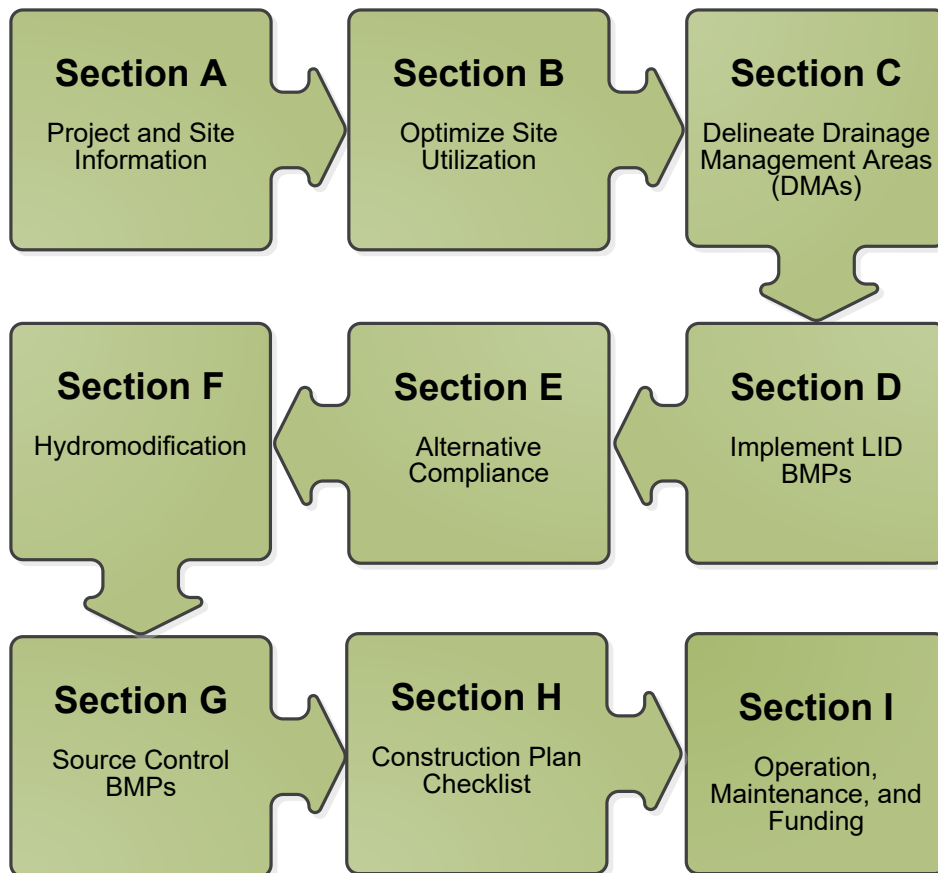 Section A
Project and Site
Information
Section B
Optimize Site
Utilization
Section C
Delineate Drainage
Management Areas
(DMAs)
Section D
Implement LID
BMPs
Section E
Alternative
Compliance
Section F
Hydromodification
Section G
Source Control
BMPs
Section H
Construction Plan
Checklist
Section I
Operation,
Maintenance, and
Funding